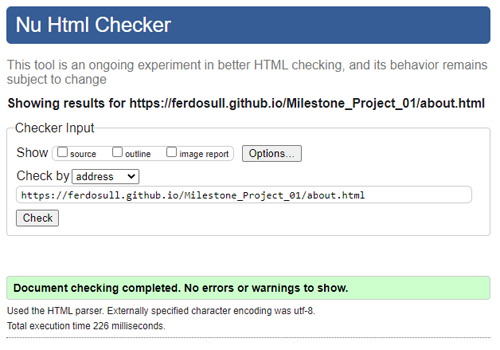 Nu Html Checker
This tool is an ongoing experiment in better HTML checking, and its behavior remains
subject to change
Showing results for https://ferdosull.github.io/Milestone_Project_01/about.html
Checker Input
Show source outline image report Options...
Check by address
https://ferdosull.github.io/Milestone_Project_01/about.html
Check
Document checking completed. No errors or warnings to show.
Used the HTML parser. Externally specified character encoding was utf-8.
Total execution time 226 milliseconds.